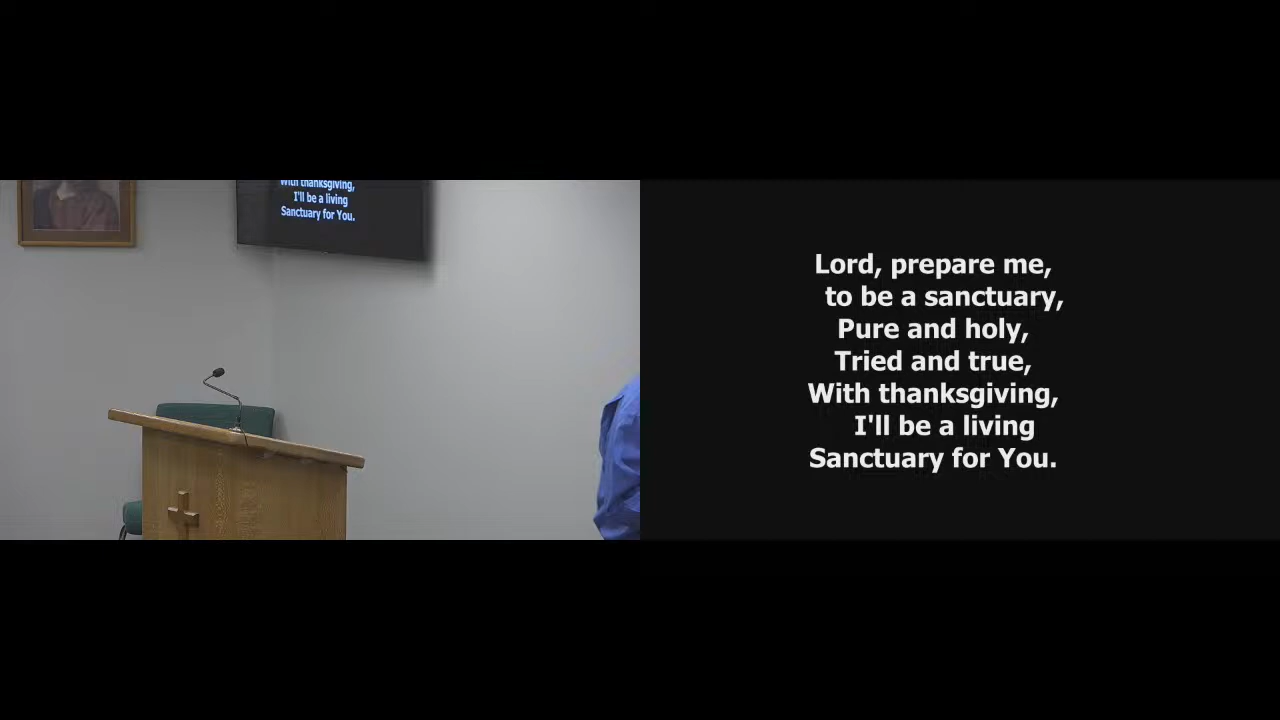 With thanksgiving,
I'll be a living
Sanctuary for You.
Lord, prepare me,
to be a sanctuary,
Pure and holy,
Tried and true,
With thanksgiving,
I'll be a living
Sanctuary for You.